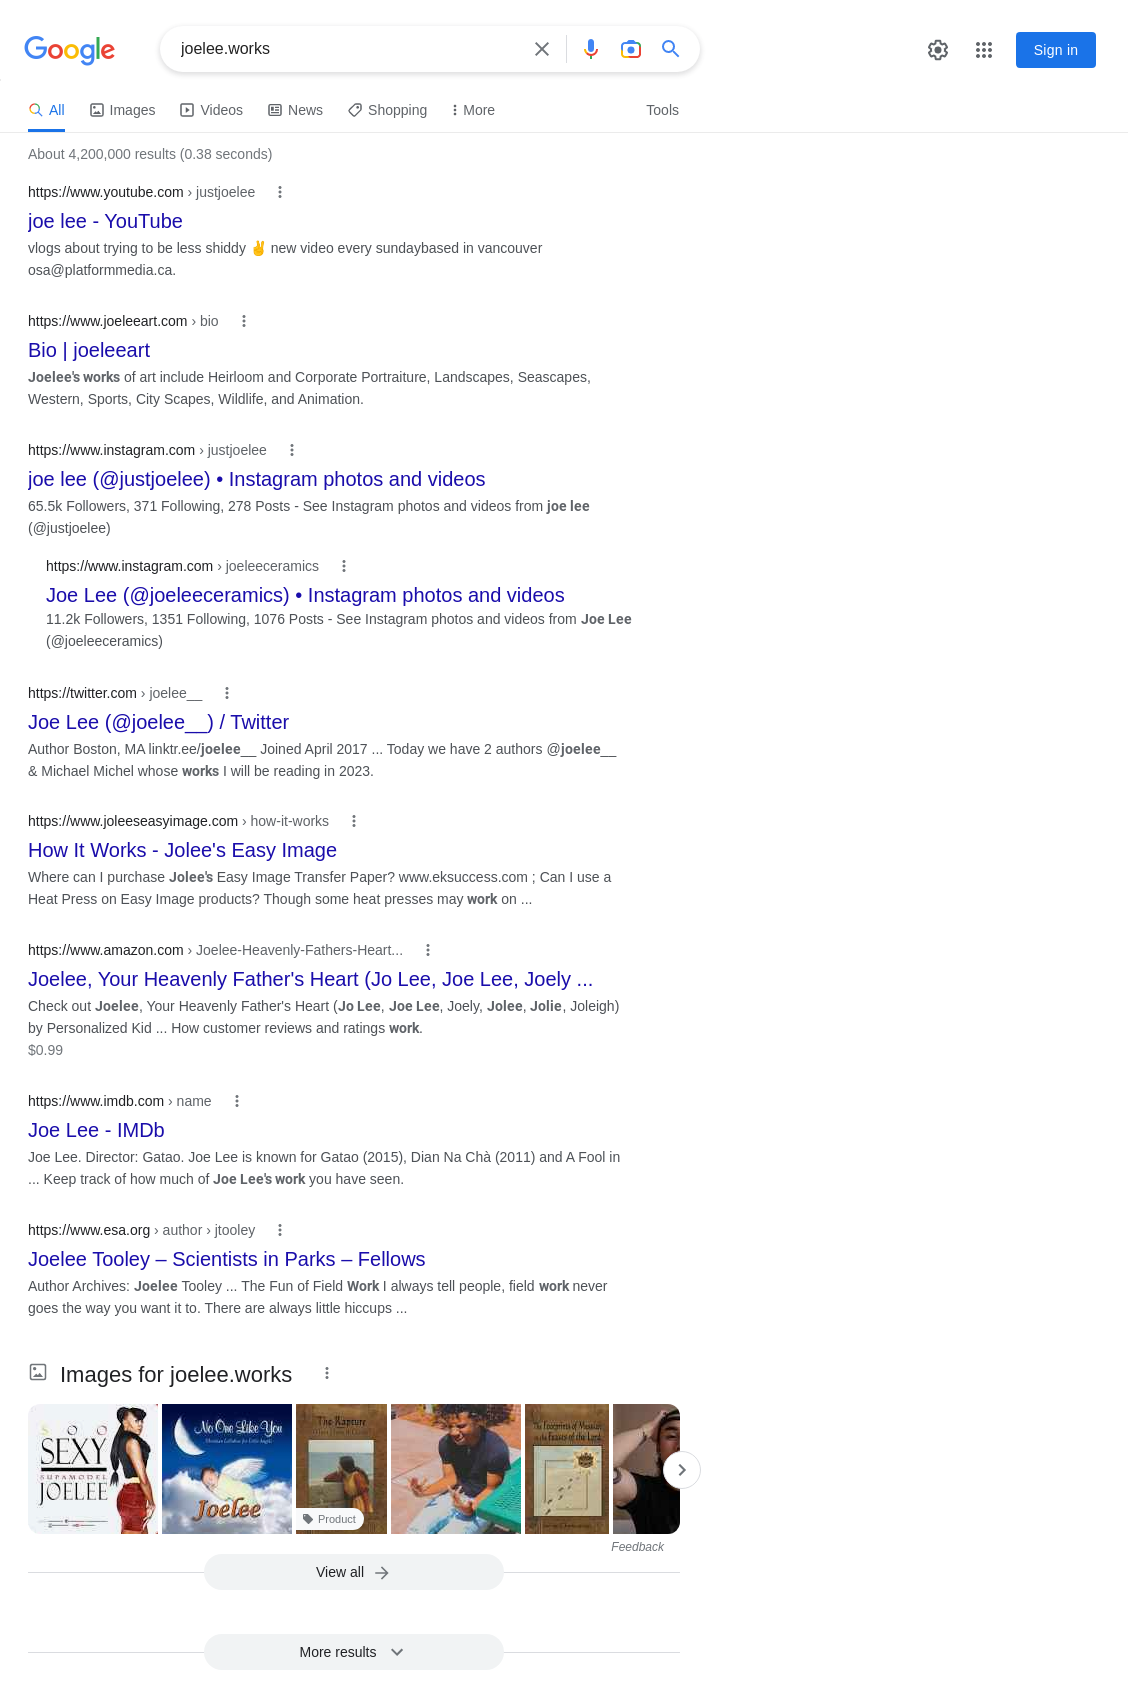 Google
joelee.works
Sign in
All Images Videos News Shopping More Tools
About 4,200,000 results (0.38 seconds)
https://www.youtube.com › justjoelee
joe lee - YouTube
vlogs about trying to be less shiddy ✌ new video every sundaybased in vancouver
osa@platformmedia.ca.
https://www.joeleeart.com › bio
Bio | joeleeart
Joelee's works of art include Heirloom and Corporate Portraiture, Landscapes, Seascapes,
Western, Sports, City Scapes, Wildlife, and Animation.
https://www.instagram.com › justjoelee
joe lee (@justjoelee) • Instagram photos and videos
65.5k Followers, 371 Following, 278 Posts - See Instagram photos and videos from joe lee
(@justjoelee)
https://www.instagram.com › joeleeceramics
Joe Lee (@joeleeceramics) • Instagram photos and videos
11.2k Followers, 1351 Following, 1076 Posts - See Instagram photos and videos from Joe Lee
(@joeleeceramics)
https://twitter.com › joelee__
Joe Lee (@joelee__) / Twitter
Author Boston, MA linktr.ee/joelee__ Joined April 2017 ... Today we have 2 authors @joelee__
& Michael Michel whose works I will be reading in 2023.
https://www.joleeseasyimage.com › how-it-works
How It Works - Jolee's Easy Image
Where can I purchase Jolee's Easy Image Transfer Paper? www.eksuccess.com ; Can I use a
Heat Press on Easy Image products? Though some heat presses may work on ...
https://www.amazon.com › Joelee-Heavenly-Fathers-Heart...
Joelee, Your Heavenly Father's Heart (Jo Lee, Joe Lee, Joely ...
Check out Joelee, Your Heavenly Father's Heart (Jo Lee, Joe Lee, Joely, Jolee, Jolie, Joleigh)
by Personalized Kid ... How customer reviews and ratings work.
$0.99
https://www.imdb.com › name
Joe Lee - IMDb
Joe Lee. Director: Gatao. Joe Lee is known for Gatao (2015), Dian Na Chà (2011) and A Fool in
... Keep track of how much of Joe Lee's work you have seen.
https://www.esa.org › author › jtooley
Joelee Tooley – Scientists in Parks – Fellows
Author Archives: Joelee Tooley ... The Fun of Field Work I always tell people, field work never
goes the way you want it to. There are always little hiccups ...
Images for joelee.works
SOO
SEXY
SUPAMODEL
JOELEE
No One Like You
Joelee
The Rapture
Product
The Footprints of Messiah
in the Feasts of the Lord
Feedback
View all
More results